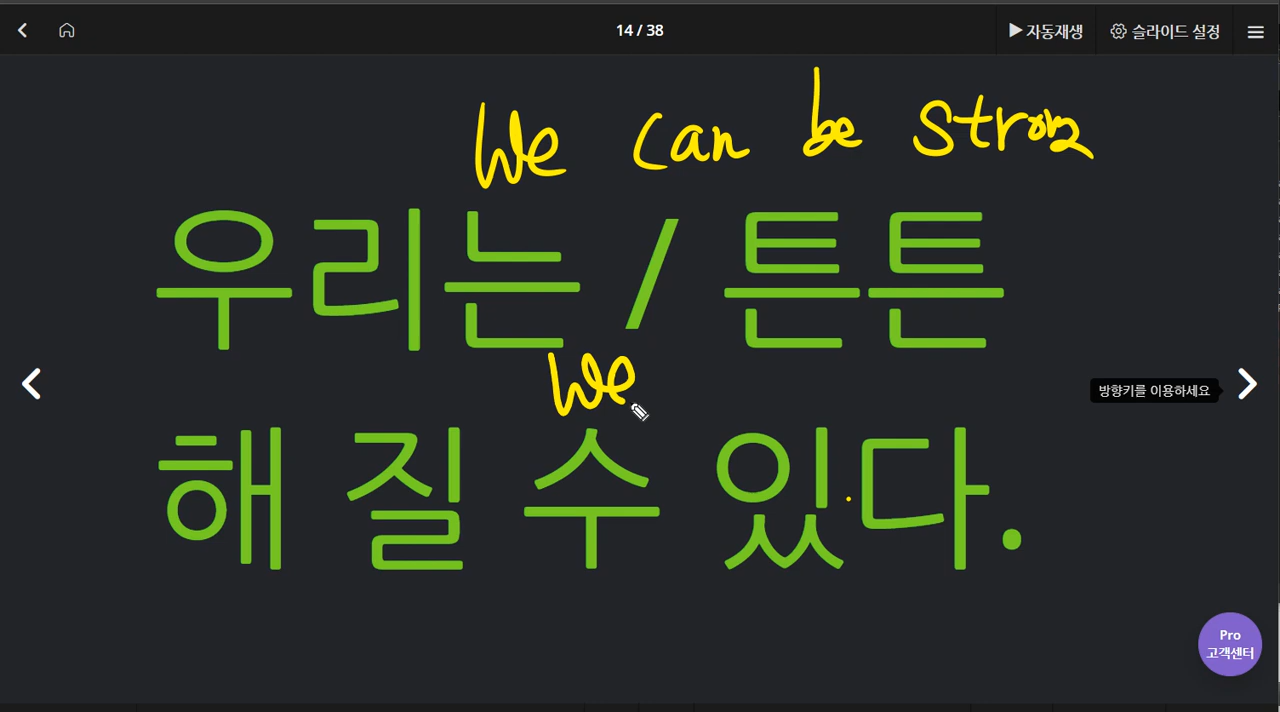 14 / 38
▶자동재생
슬라이드 설정
We can be strong
우리는 / 튼튼
We
방향키를 이용하세요
해 질 수 있다.
Pro
고객센터